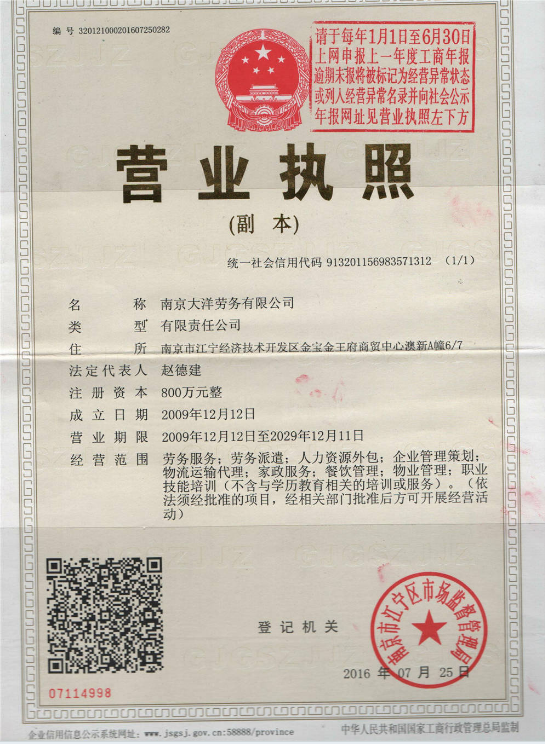 编 号 320121000201607250282
请于每年1月1日至6月30日
上网申报上一年度工商年报
逾期未报将被标记为经营异常状态
或列入经营异常名录并向社会公示
年报网址见营业执照左下方
营业执照
(副 本)
统一社会信用代码 913201156983571312 （1/1）
名 称 南京大洋劳务有限公司
类 型 有限责任公司
住 所 南京市江宁经济技术开发区金宝金王府商贸中心澳新A幢6/7
法定代表人 赵德建
注册资本 800万元整
成立日期 2009年12月12日
营业期限 2009年12月12日至2029年12月11日
经营范围 劳务服务；劳务派遣；人力资源外包；企业管理策划；
物流运输代理；家政服务；餐饮管理；物业管理；职业
技能培训（不含与学历教育相关的培训或服务）。（依
法须经批准的项目，经相关部门批准后方可开展经营活
动）
07114998
登记机关
南京市江宁区市场监督管理局
2016 年 07 月 25 日
企业信用信息公示系统网址：www.jsgsj.gov.cn:58888/province
中华人民共和国国家工商行政管理总局监制